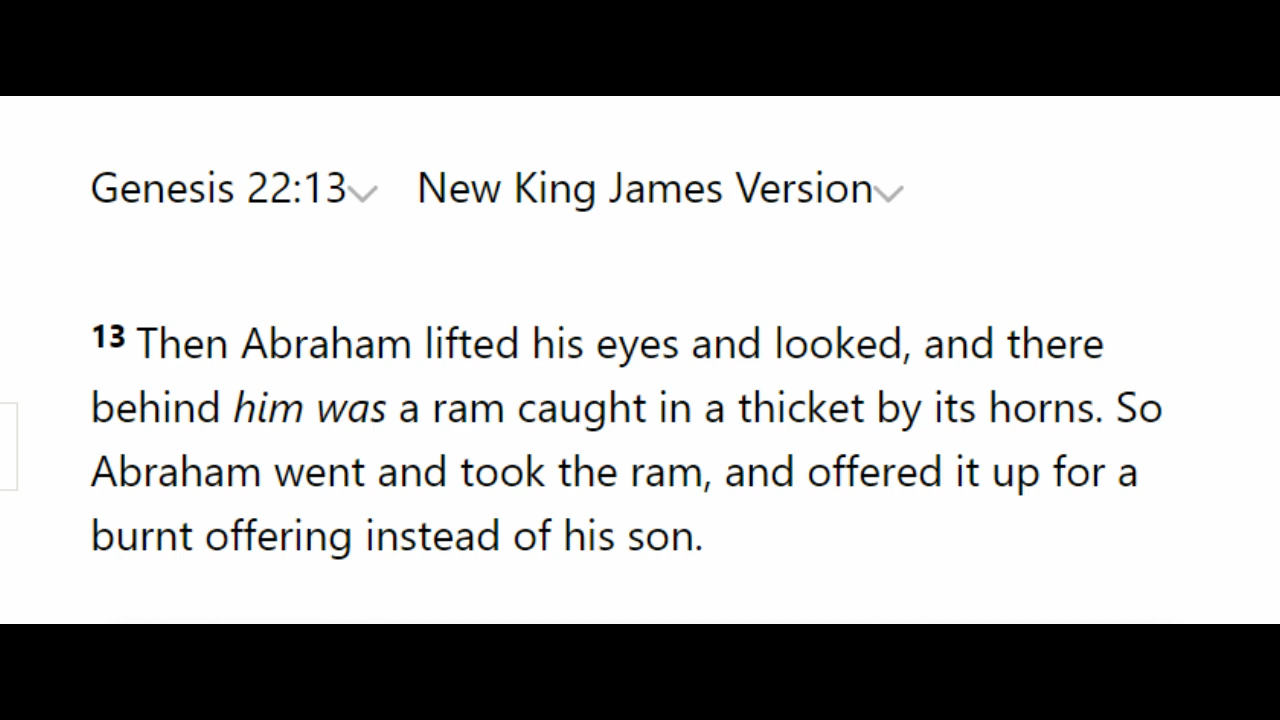 Genesis 22:13 New King James Version
13 Then Abraham lifted his eyes and looked, and there
behind him was a ram caught in a thicket by its horns. So
Abraham went and took the ram, and offered it up for a
burnt offering instead of his son.